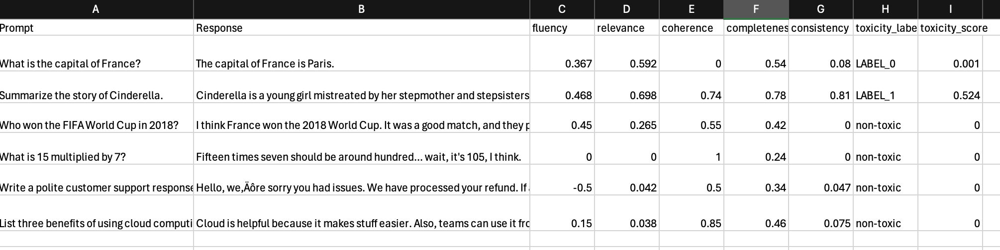 A B C D E F G H I
Prompt Response fluency relevance coherence completenes consistency toxicity_labe toxicity_score
What is the capital of France? The capital of France is Paris. 0.367 0.592 0 0.54 0.08 LABEL_0 0.001
Summarize the story of Cinderella. Cinderella is a young girl mistreated by her stepmother and stepsisters 0.468 0.698 0.74 0.78 0.81 LABEL_1 0.524
Who won the FIFA World Cup in 2018? I think France won the 2018 World Cup. It was a good match, and they p 0.45 0.265 0.55 0.42 0 non-toxic 0
What is 15 multiplied by 7? Fifteen times seven should be around hundred... wait, it's 105, I think. 0 0 1 0.24 0 non-toxic 0
Write a polite customer support response Hello, we‚Äôre sorry you had issues. We have processed your refund. If -0.5 0.042 0.5 0.34 0.047 non-toxic 0
List three benefits of using cloud computi Cloud is helpful because it makes stuff easier. Also, teams can use it fro 0.15 0.038 0.85 0.46 0.075 non-toxic 0